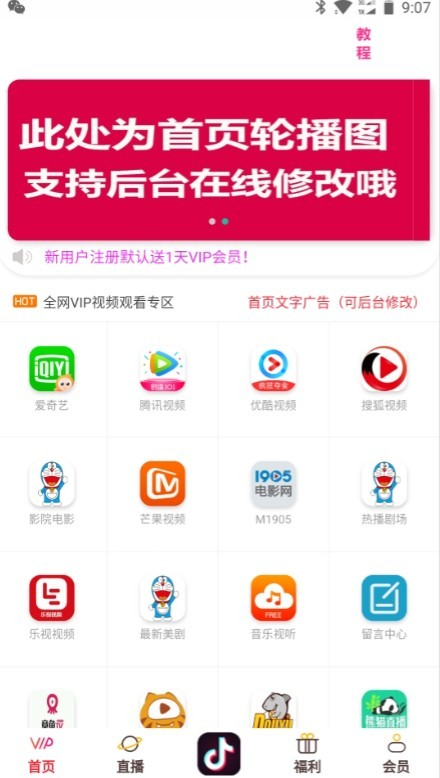 9:07
教
程
此处为首页轮播图
支持后台在线修改哦
新用户注册默认送1天VIP会员！
HOT 全网VIP视频观看专区 首页文字广告（可后台修改）
iQIYI
1905
电影网
爱奇艺 腾讯视频 优酷视频 搜狐视频
影院电影 芒果视频 M1905 热播剧场
FREE
乐视视频 最新美剧 音乐视听 留言中心
熊猫直播
VIP
首页 直播 福利 会员